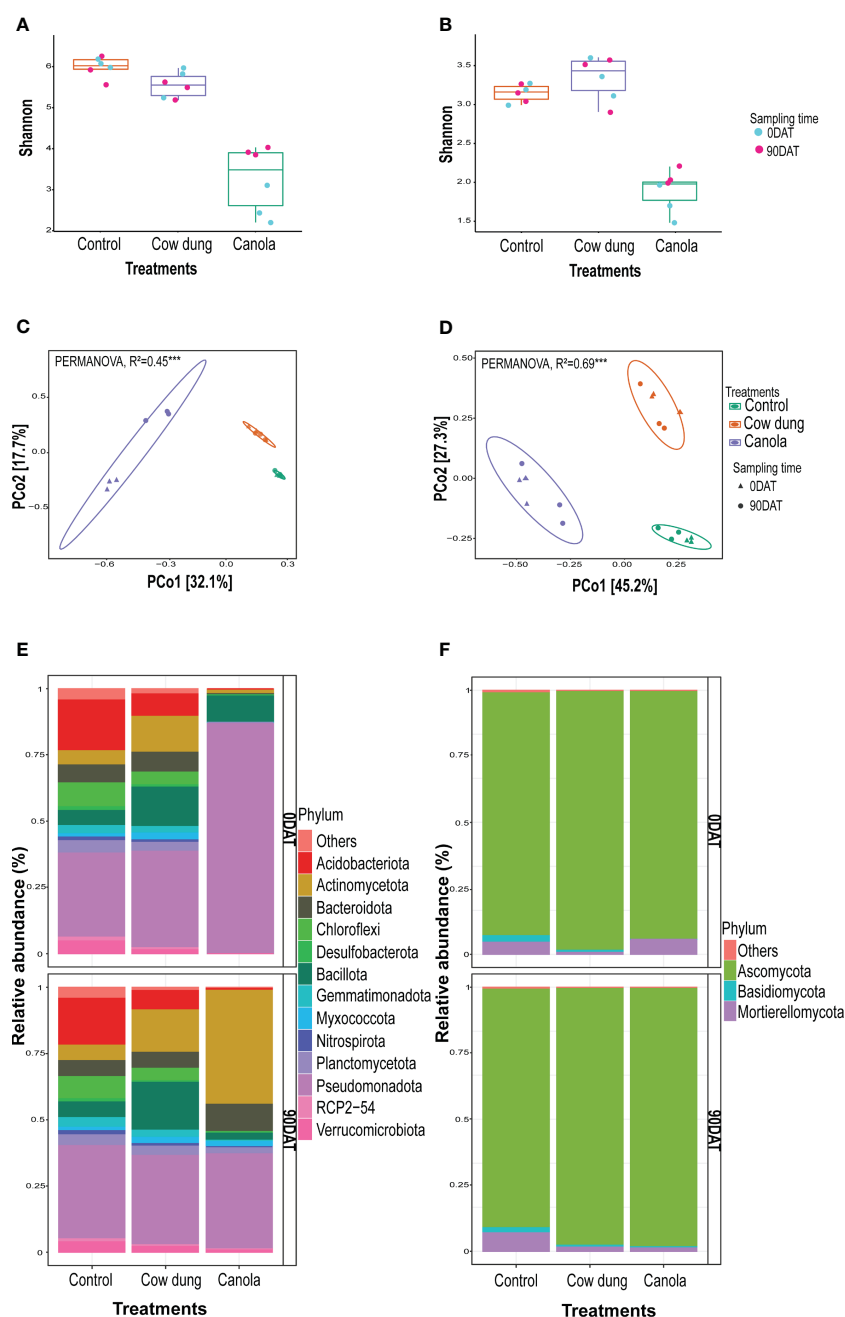 A
Shannon
6
5
4
3
2
Control
Cow dung
Canola
Treatments
B
Shannon
3.5
3.0
2.5
2.0
1.5
Control
Cow dung
Canola
Treatments
Sampling time
0DAT
90DAT
C
PERMANOVA, R²=0.45***
PCo2 [17.7%]
0.5
0.0
−0.5
−0.6
−0.3
0.0
0.3
PCo1 [32.1%]
D
PERMANOVA, R²=0.69***
PCo2 [27.3%]
0.50
0.25
0.00
−0.25
−0.50
−0.25
0.00
0.25
PCo1 [45.2%]
Treatments
Control
Cow dung
Canola
Sampling time
0DAT
90DAT
E
Relative abundance (%)
1
0.75
0.5
0.25
0
0DAT
1
0.75
0.5
0.25
0
90DAT
Control
Cow dung
Canola
Treatments
Phylum
Others
Acidobacteriota
Actinomycetota
Bacteroidota
Chloroflexi
Desulfobacterota
Bacillota
Gemmatimonadota
Myxococcota
Nitrospirota
Planctomycetota
Pseudomonadota
RCP2−54
Verrucomicrobiota
F
Relative abundance (%)
1
0.75
0.5
0.25
0
0DAT
1
0.75
0.5
0.25
0
90DAT
Control
Cow dung
Canola
Treatments
Phylum
Others
Ascomycota
Basidiomycota
Mortierellomycota